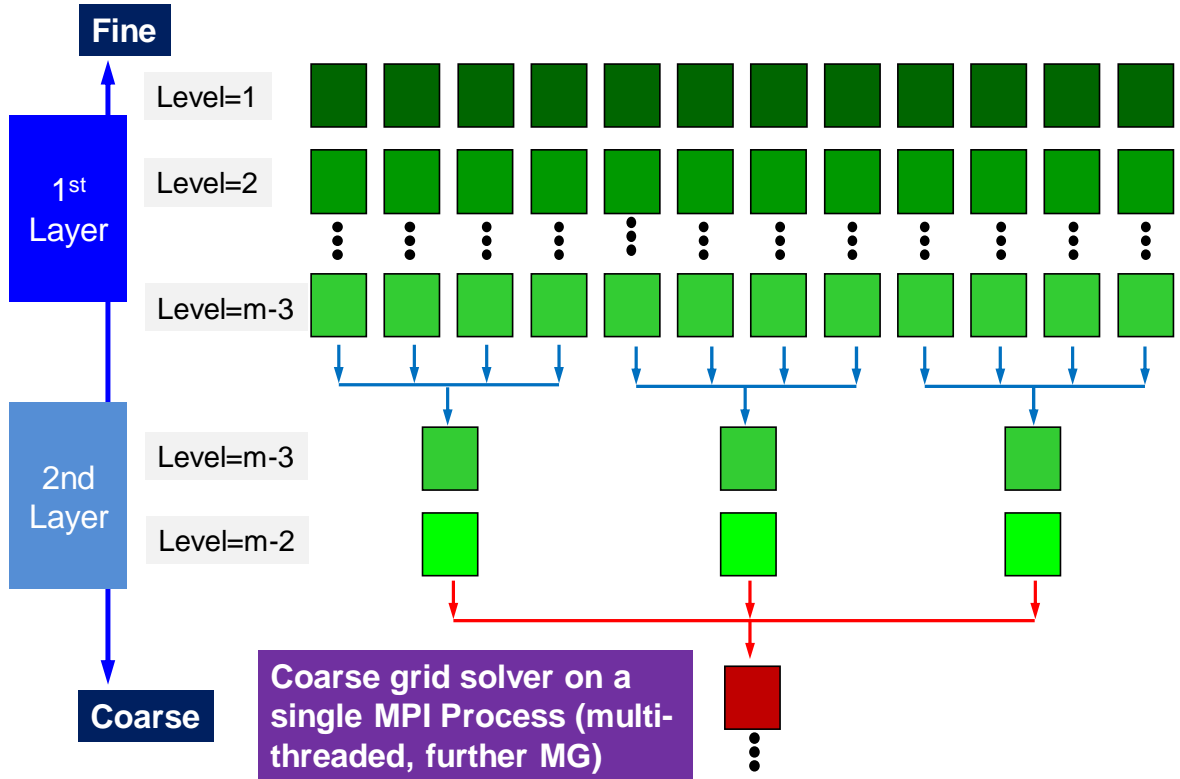 Fine
Level=1
Level=2
1st
Layer
Level=m-3
Level=m-3
2nd
Layer
Level=m-2
Coarse grid solver on a
single MPI Process (multi-
threaded, further MG)
Coarse